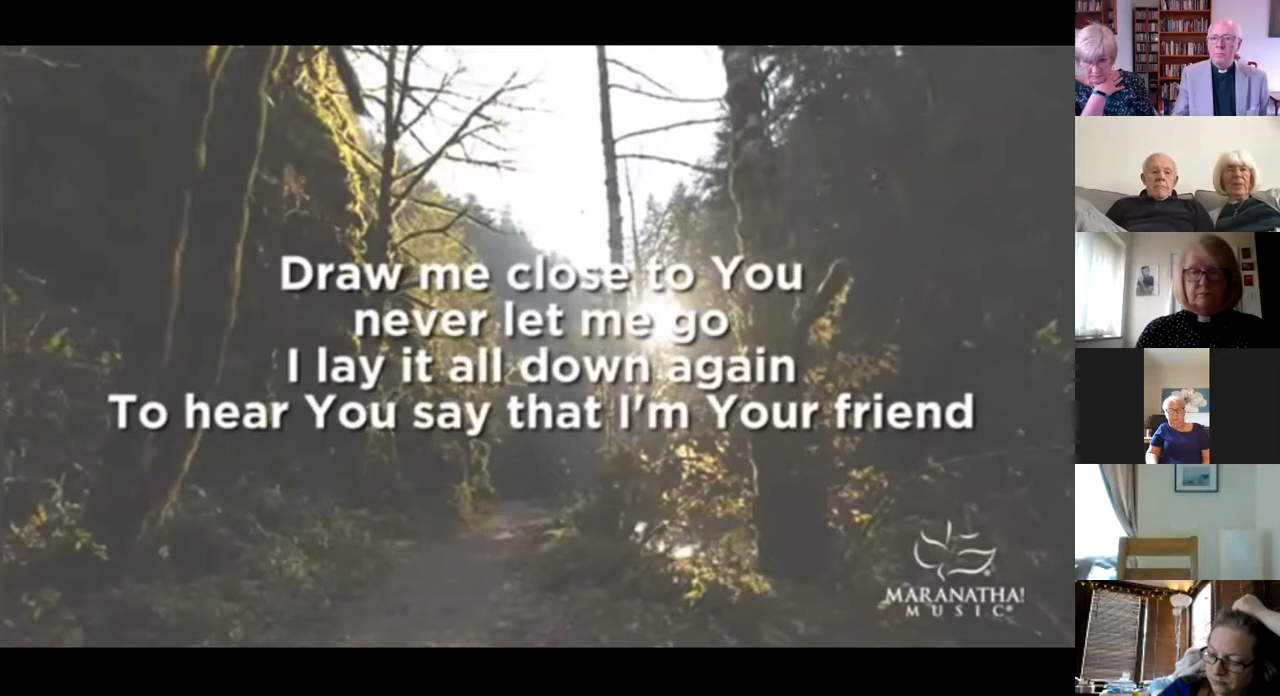 Draw me close to You
never let me go
I lay it all down again
To hear You say that I'm Your friend
MARANATHA!
MUSIC®